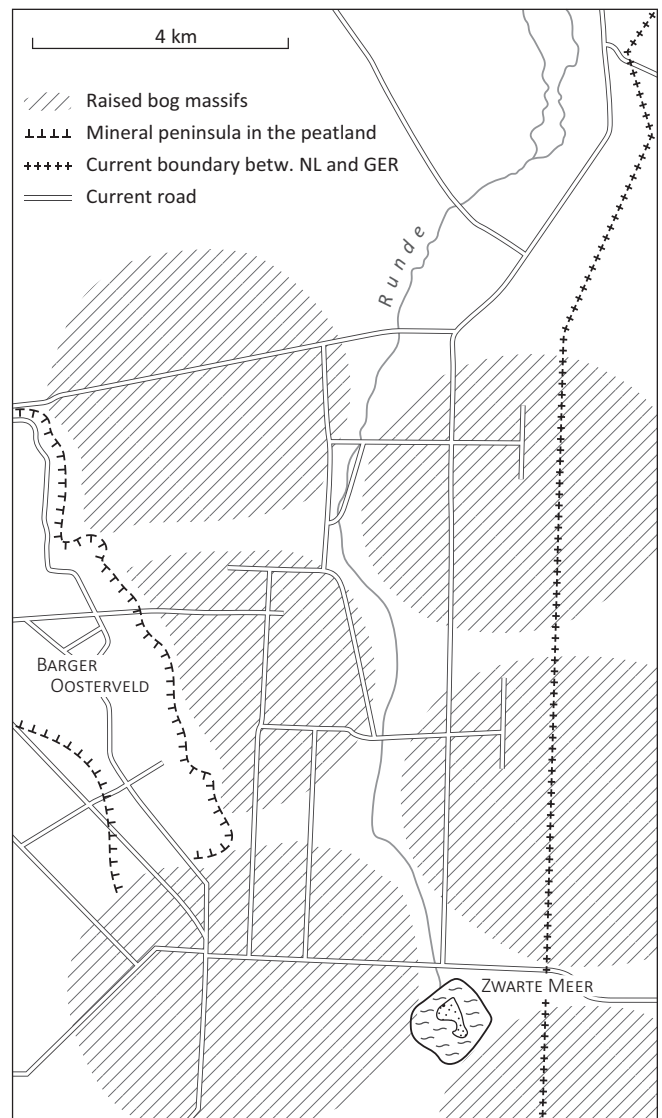 4 km
Raised bog massifs
Mineral peninsula in the peatland
Current boundary betw. NL and GER
Current road
Runde
BARGER
OOSTERVELD
ZWARTE MEER